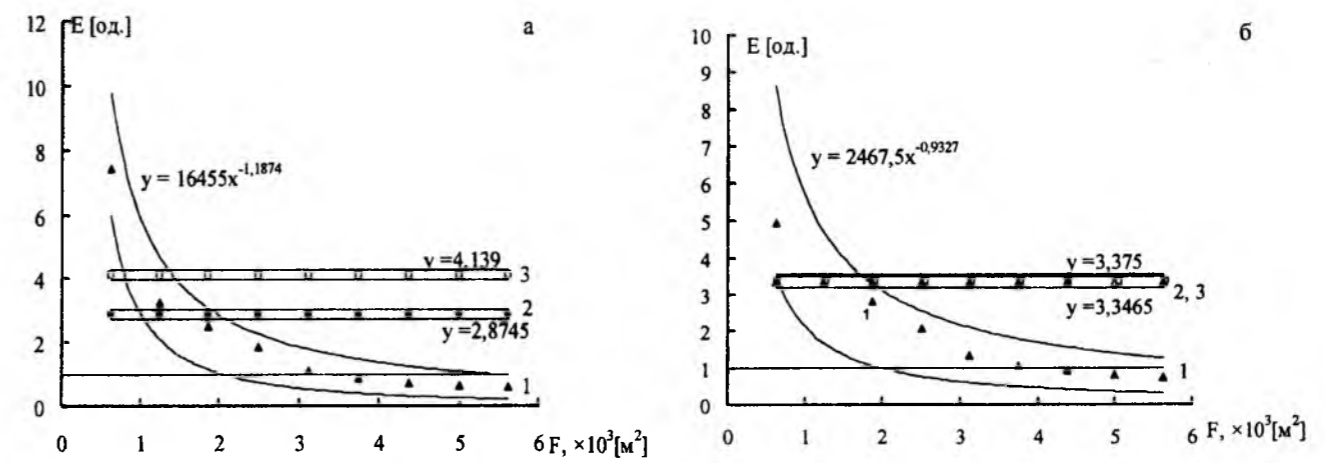 E [од.]
а
12
10
8
6
4
2
0
y = 16455x^-1,1874
y =4.139
3
2
y =2,8745
1
0 1 2 3 4 5 6 F, ×10³[м²]
E [од.]
б
10
9
8
7
6
5
4
3
2
1
0
y = 2467,5x^-0,9327
y =3,375
2, 3
y =3,3465
1
1
0 1 2 3 4 5 6 F, ×10³[м²]